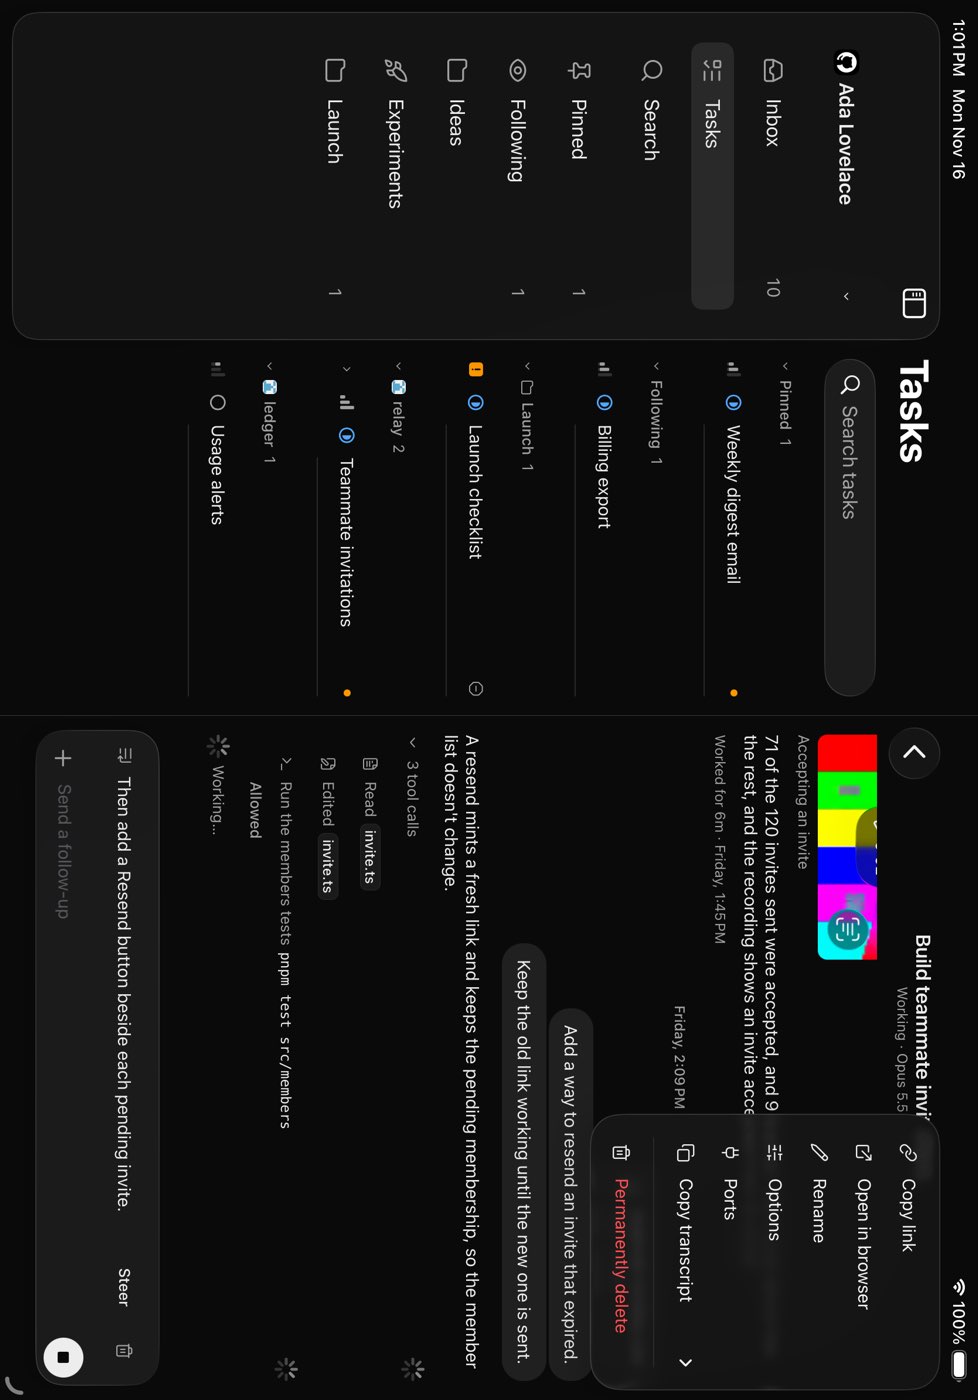 1:01 PM Mon Nov 16
100%
Ada Lovelace
Inbox 10
Tasks
Search
Pinned 1
Following 1
Ideas
Experiments
Launch 1
Tasks
Search tasks
Pinned 1
Weekly digest email
Following 1
Billing export
Launch 1
Launch checklist
relay 2
Teammate invitations
ledger 1
Usage alerts
Build teammate
Working · Opus 5.5
Accepting an invite
71 of the 120 invites sent were accepted, and 9
the rest, and the recording shows an invite
Worked for 6m · Friday, 1:45 PM
Friday, 2:09 PM
Copy link
Open in browser
Rename
Options
Ports
Copy transcript
Permanently delete
Add a way to resend an invite that expired.
Keep the old link working until the new one is sent.
A resend mints a fresh link and keeps the pending membership, so the member
list doesn't change.
3 tool calls
Read invite.ts
Edited invite.ts
Run the members tests pnpm test src/members
Allowed
Working...
Then add a Resend button beside each pending invite. Steer
Send a follow-up